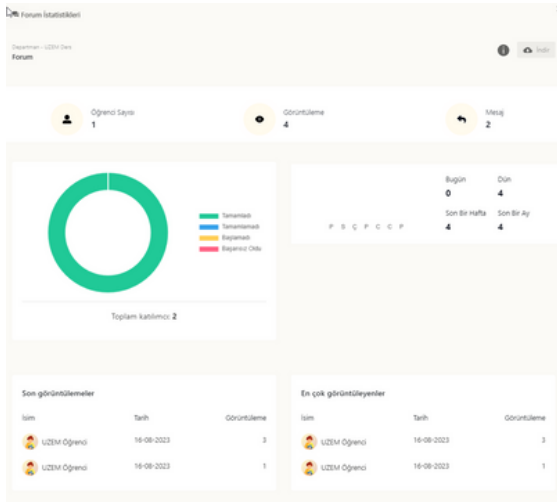 Forum İstatistikleri
Departman - UZEM Ders
Forum
İndir
Öğrenci Sayısı
1
Görüntüleme
4
Mesaj
2
Tamamladı
Tamamlamadı
Başlamadı
Başarısız Oldu
Toplam katılımcı: 2
P S Ç P C C P
Bugün Dün
0 4
Son Bir Hafta Son Bir Ay
4 4
Son görüntülemeler
İsim Tarih Görüntüleme
UZEM Öğrenci 16-08-2023 3
UZEM Öğrenci 16-08-2023 1
En çok görüntüleyenler
İsim Tarih Görüntüleme
UZEM Öğrenci 16-08-2023 3
UZEM Öğrenci 16-08-2023 1